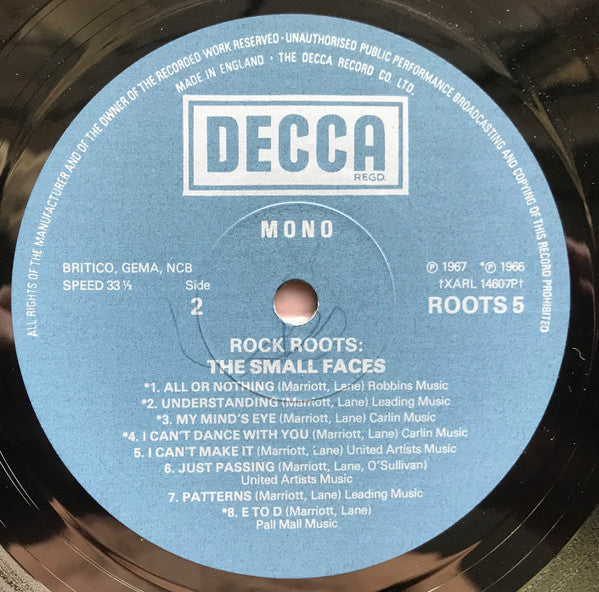 ALL RIGHTS OF THE MANUFACTURER AND OF THE OWNER OF THE RECORDED WORK RESERVED · UNAUTHORISED PUBLIC PERFORMANCE BROADCASTING AND COPYING OF THIS RECORD PROHIBITED
MADE IN ENGLAND · THE DECCA RECORD CO. LTD.
DECCA
REGD.
MONO
BRITICO, GEMA, NCB
SPEED 33⅓ Side
2
℗ 1967 *℗ 1966
†XARL 14607P†
ROOTS 5
ROCK ROOTS:
THE SMALL FACES
*1. ALL OR NOTHING (Marriott, Lane) Robbins Music
*2. UNDERSTANDING (Marriott, Lane) Leading Music
*3. MY MIND'S EYE (Marriott, Lane) Carlin Music
*4. I CAN'T DANCE WITH YOU (Marriott, Lane) Carlin Music
5. I CAN'T MAKE IT (Marriott, Lane) United Artists Music
6. JUST PASSING (Marriott, Lane, O'Sullivan)
United Artists Music
7. PATTERNS (Marriott, Lane) Leading Music
*8. E TO D (Marriott, Lane)
Pall Mall Music